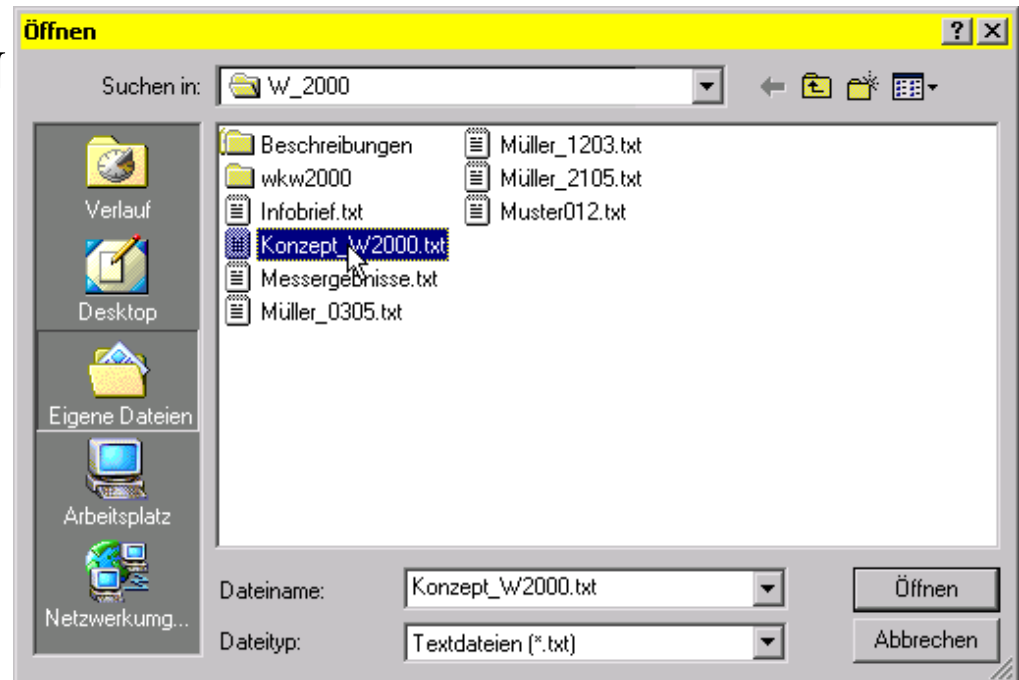 Öffnen
Suchen in: W_2000
Verlauf
Desktop
Eigene Dateien
Arbeitsplatz
Netzwerkumg...
Beschreibungen
wkw2000
Infobrief.txt
Konzept_W2000.txt
Messergebnisse.txt
Müller_0305.txt
Müller_1203.txt
Müller_2105.txt
Muster012.txt
Dateiname: Konzept_W2000.txt Öffnen
Dateityp: Textdateien (*.txt) Abbrechen